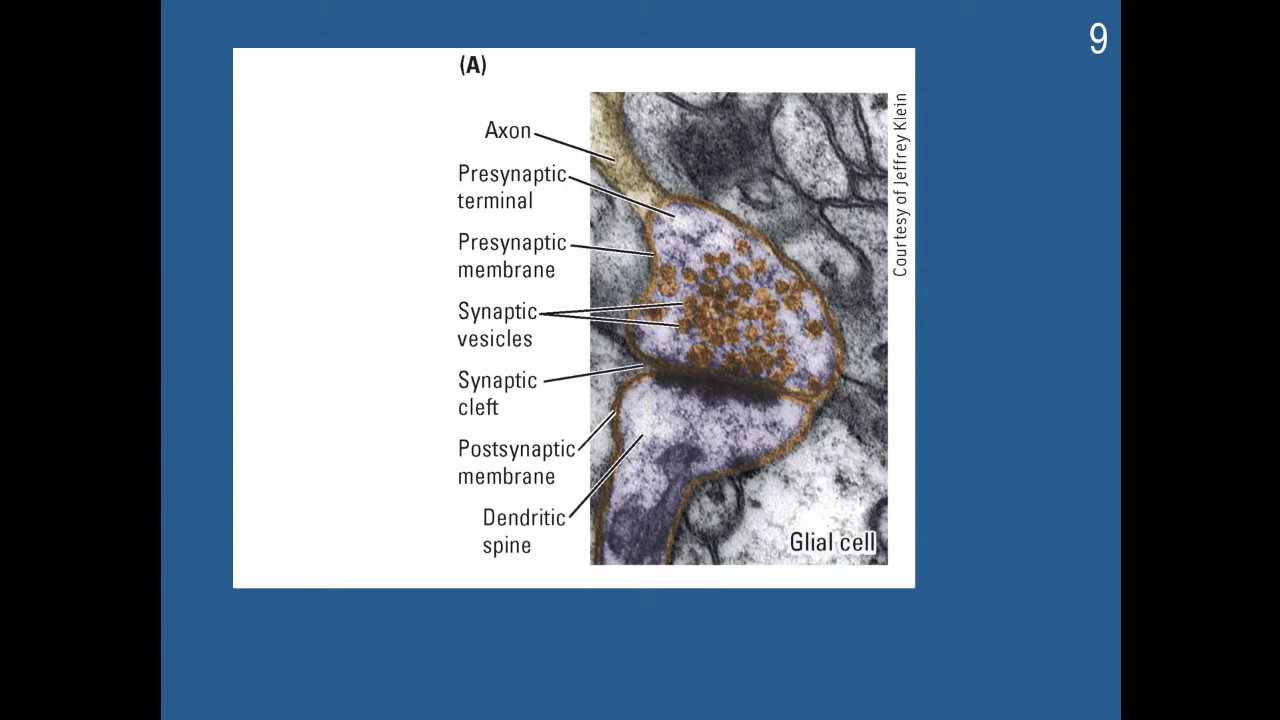 9
(A)
Axon
Presynaptic
terminal
Presynaptic
membrane
Synaptic
vesicles
Synaptic
cleft
Postsynaptic
membrane
Dendritic
spine
Glial cell
Courtesy of Jeffrey Klein